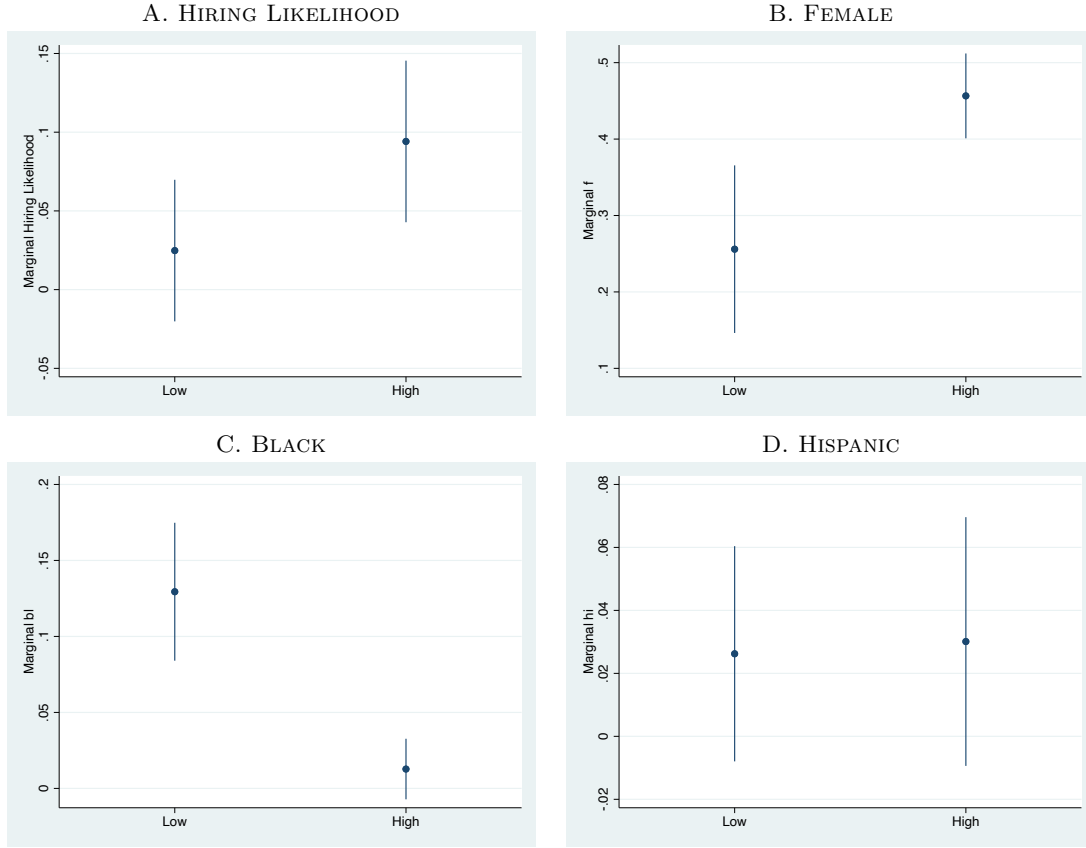 A. Hiring Likelihood
Marginal Hiring Likelihood
.15
.1
.05
0
-.05
Low High
B. Female
Marginal f
.5
.4
.3
.2
.1
Low High
C. Black
Marginal bl
.2
.15
.1
.05
0
Low High
D. Hispanic
Marginal hi
.08
.06
.04
.02
0
-.02
Low High